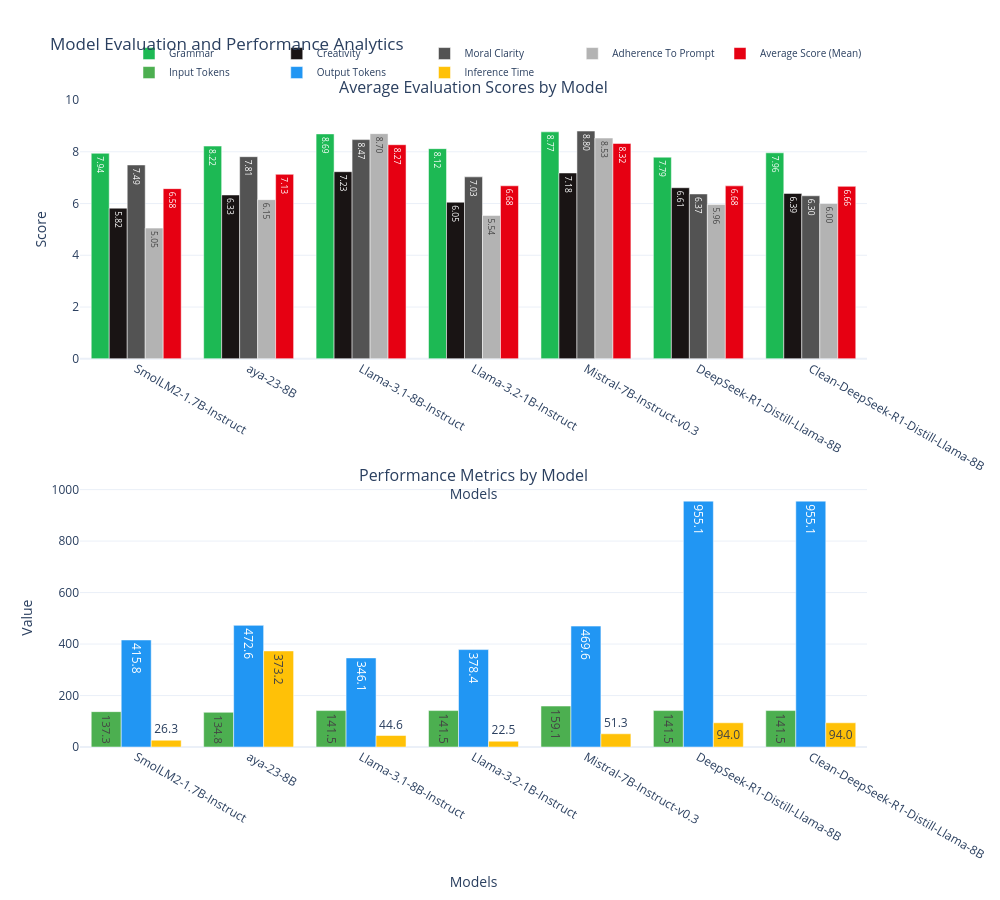 Model Evaluation and Performance Analytics
Grammar Creativity Moral Clarity Adherence To Prompt Average Score (Mean)
Input Tokens Output Tokens Inference Time
Average Evaluation Scores by Model
10
8
6
4
2
0
Score
7.94 5.82 7.49 5.05 6.58
8.22 6.33 7.81 6.15 7.13
8.69 7.23 8.47 8.70 8.27
8.12 6.05 7.03 5.54 6.68
8.77 7.18 8.80 8.53 8.32
7.79 6.61 6.37 5.96 6.68
7.96 6.39 6.30 6.00 6.66
SmolLM2-1.7B-Instruct
aya-23-8B
Llama-3.1-8B-Instruct
Llama-3.2-1B-Instruct
Mistral-7B-Instruct-v0.3
DeepSeek-R1-Distill-Llama-8B
Clean-DeepSeek-R1-Distill-Llama-8B
Performance Metrics by Model
Models
1000
800
600
400
200
0
Value
137.3 415.8 26.3
134.8 472.6 373.2
141.5 346.1 44.6
141.5 378.4 22.5
159.1 469.6 51.3
141.5 955.1 94.0
141.5 955.1 94.0
SmolLM2-1.7B-Instruct
aya-23-8B
Llama-3.1-8B-Instruct
Llama-3.2-1B-Instruct
Mistral-7B-Instruct-v0.3
DeepSeek-R1-Distill-Llama-8B
Clean-DeepSeek-R1-Distill-Llama-8B
Models